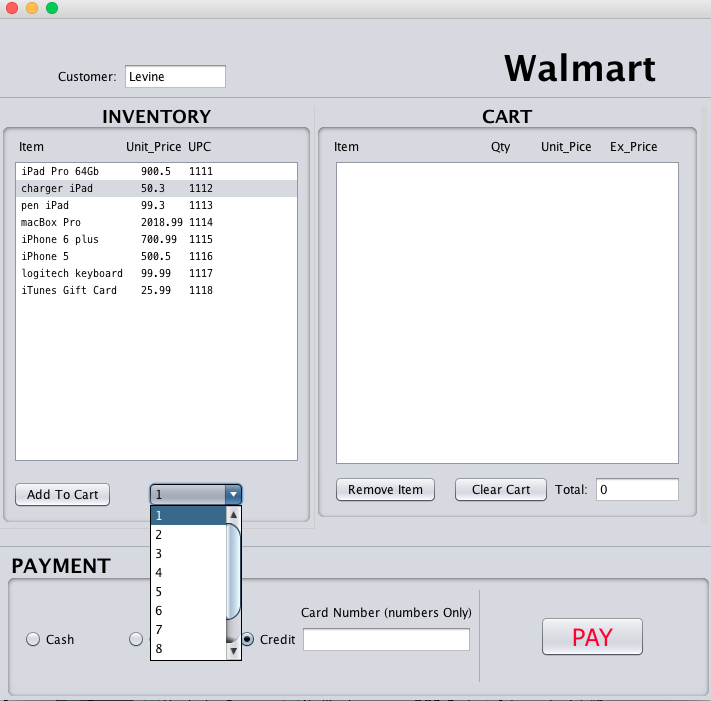 Customer: Levine
Walmart
INVENTORY
Item Unit_Price UPC
iPad Pro 64Gb 900.5 1111
charger iPad 50.3 1112
pen iPad 99.3 1113
macBox Pro 2018.99 1114
iPhone 6 plus 700.99 1115
iPhone 5 500.5 1116
logitech keyboard 99.99 1117
iTunes Gift Card 25.99 1118
Add To Cart 1
1
2
3
4
5
6
7
8
CART
Item Qty Unit_Pice Ex_Price
Remove Item Clear Cart Total: 0
PAYMENT
Cash Credit
Card Number (numbers Only)
PAY